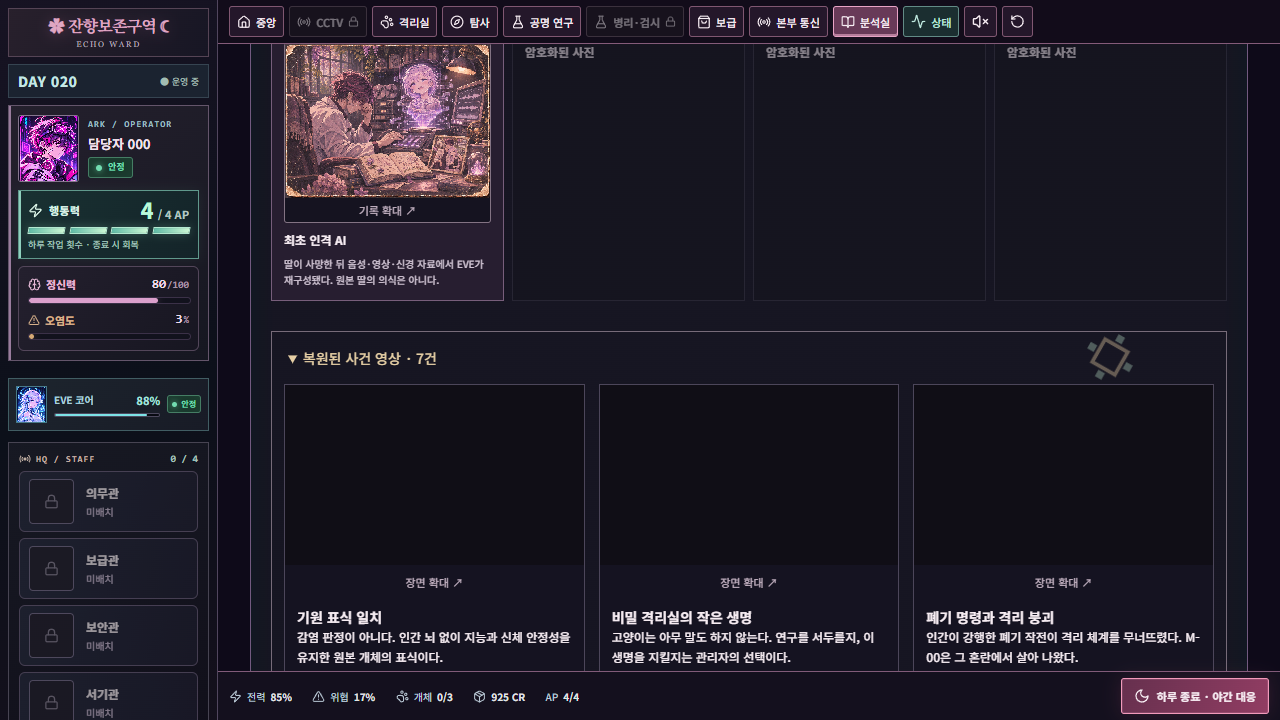 잔향보존구역
ECHO WARD
DAY 020
운영 중
ARK / OPERATOR
담당자 000
안정
행동력
4 / 4 AP
하루 작업 횟수 · 종료 시 회복
정신력
80/100
오염도
3%
EVE 코어
88%
안정
HQ / STAFF
0 / 4
의무관
미배치
보급관
미배치
보안관
미배치
서기관
미배치
중앙
CCTV
격리실
탐사
공명 연구
병리·검시
보급
본부 통신
분석실
상태
암호화된 사진
암호화된 사진
암호화된 사진
기록 확대 ↗
최초 인격 AI
딸이 사망한 뒤 음성·영상·신경 자료에서 EVE가
재구성됐다. 원본 딸의 의식은 아니다.
▼ 복원된 사건 영상 · 7건
장면 확대 ↗
장면 확대 ↗
장면 확대 ↗
기원 표식 일치
감염 판정이 아니다. 인간 뇌 없이 지능과 신체 안정성을
유지한 원본 개체의 표식이다.
비밀 격리실의 작은 생명
고양이는 아무 말도 하지 않는다. 연구를 서두를지, 이
생명을 지킬지는 관리자의 선택이다.
폐기 명령과 격리 붕괴
인간이 강행한 폐기 작전이 격리 체계를 무너뜨렸다. M-
00은 그 혼란에서 살아 나왔다.
전력 85%
위협 17%
개체 0/3
925 CR
AP 4/4
하루 종료 · 야간 대응